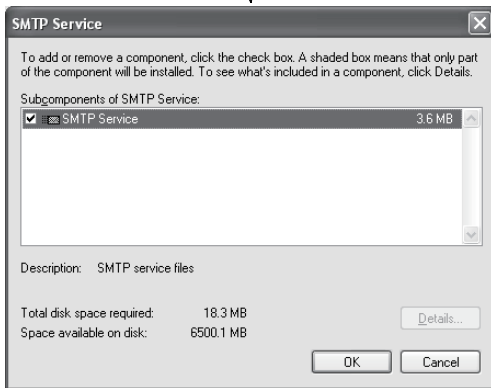 SMTP Service
To add or remove a component, click the check box. A shaded box means that only part
of the component will be installed. To see what's included in a component, click Details.
Subcomponents of SMTP Service:
SMTP Service 3.6 MB
Description: SMTP service files
Total disk space required: 18.3 MB
Details...
Space available on disk: 6500.1 MB
OK Cancel